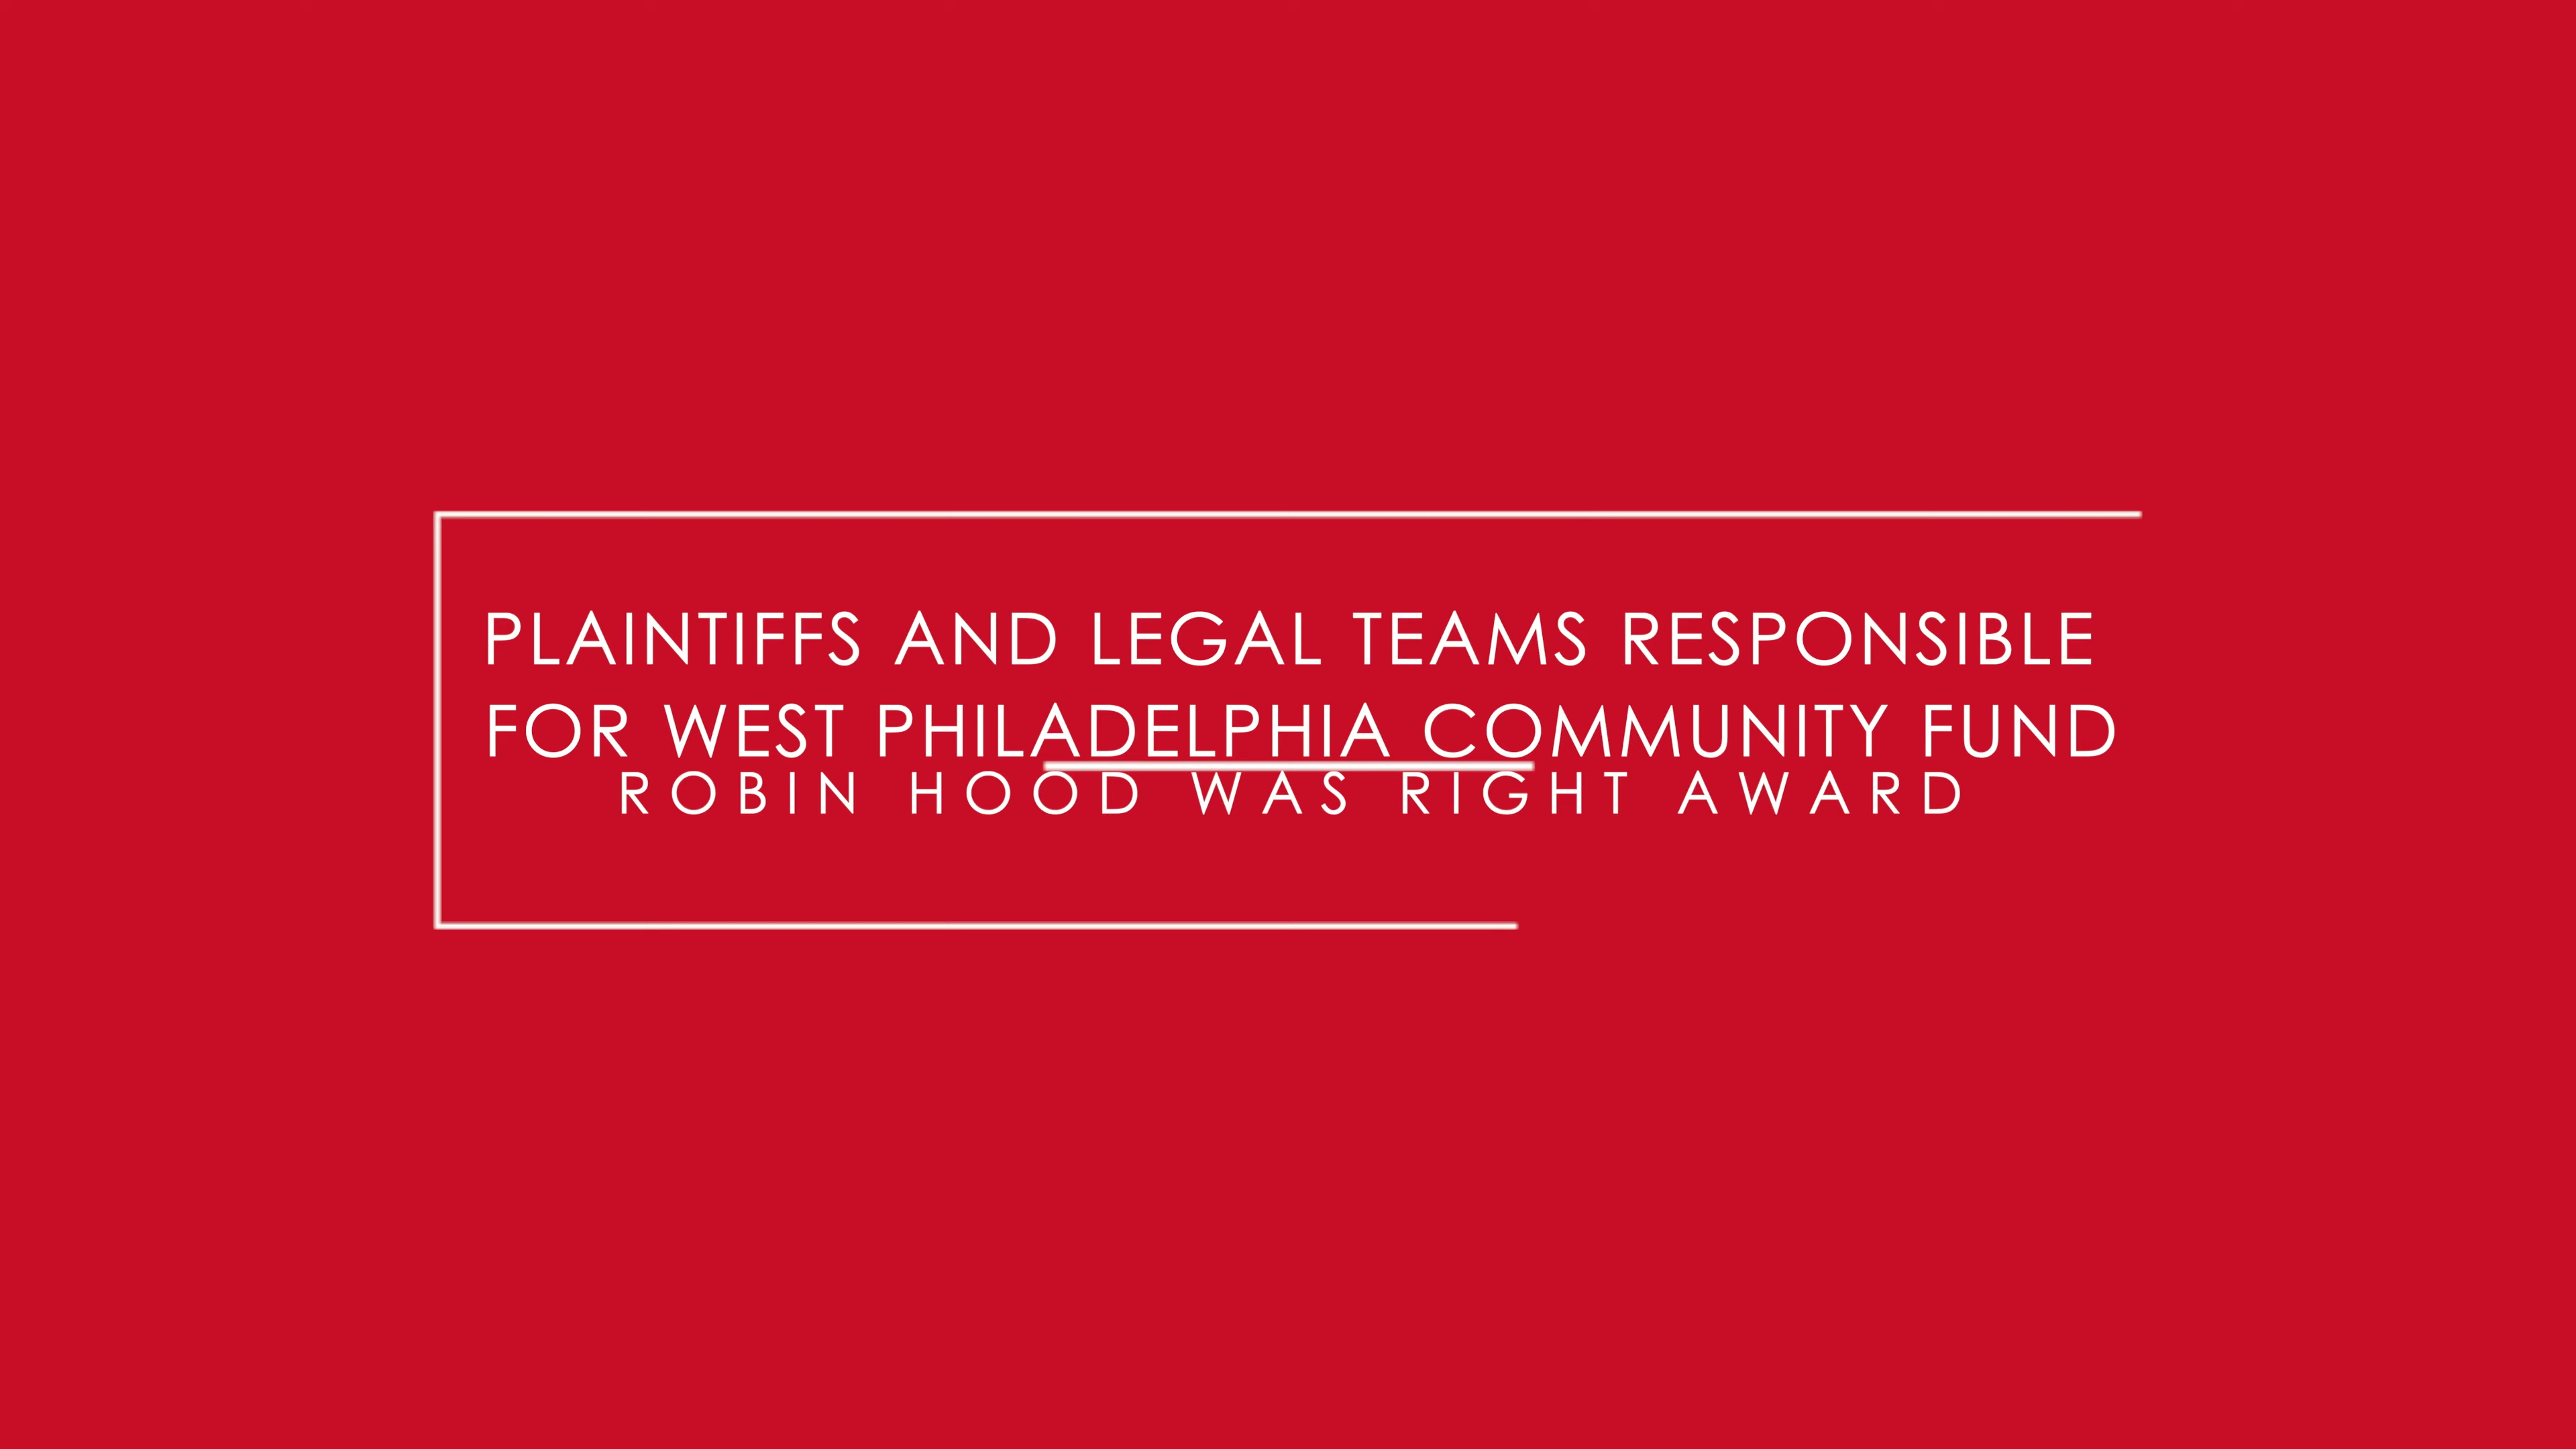 PLAINTIFFS AND LEGAL TEAMS RESPONSIBLE
FOR WEST PHILADELPHIA COMMUNITY FUND
ROBIN HOOD WAS RIGHT AWARD